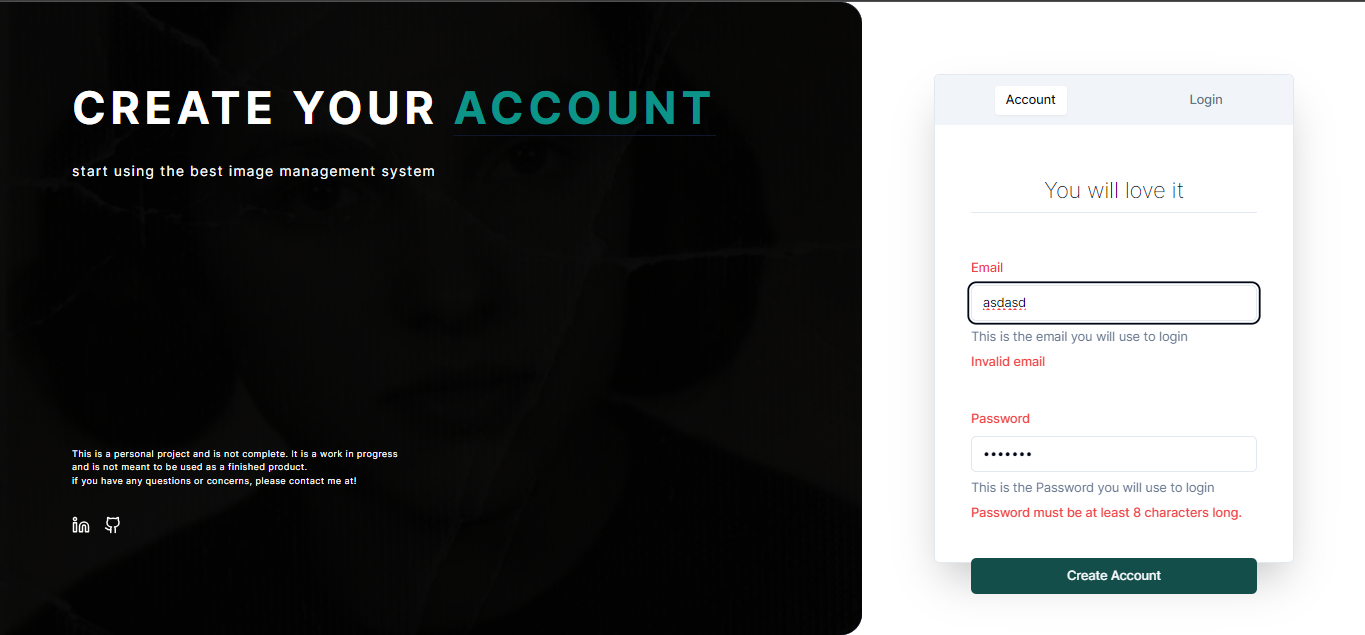 CREATE YOUR ACCOUNT
start using the best image management system
This is a personal project and is not complete. It is a work in progress
and is not meant to be used as a finished product.
if you have any questions or concerns, please contact me at!
Account
Login
You will love it
Email
asdasd
This is the email you will use to login
Invalid email
Password
•••••••
This is the Password you will use to login
Password must be at least 8 characters long.
Create Account